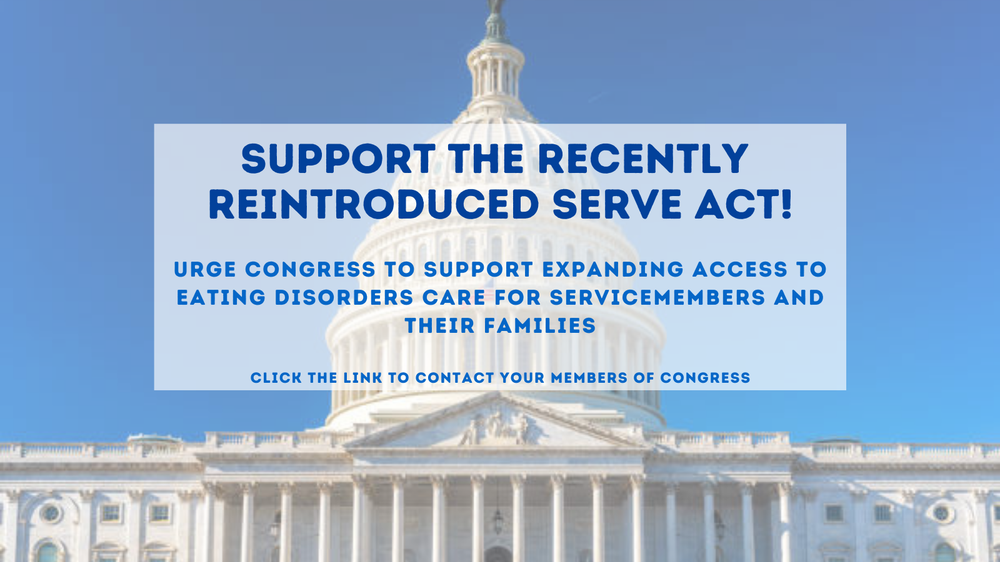 SUPPORT THE RECENTLY
REINTRODUCED SERVE ACT!
URGE CONGRESS TO SUPPORT EXPANDING ACCESS TO
EATING DISORDERS CARE FOR SERVICEMEMBERS AND
THEIR FAMILIES
CLICK THE LINK TO CONTACT YOUR MEMBERS OF CONGRESS